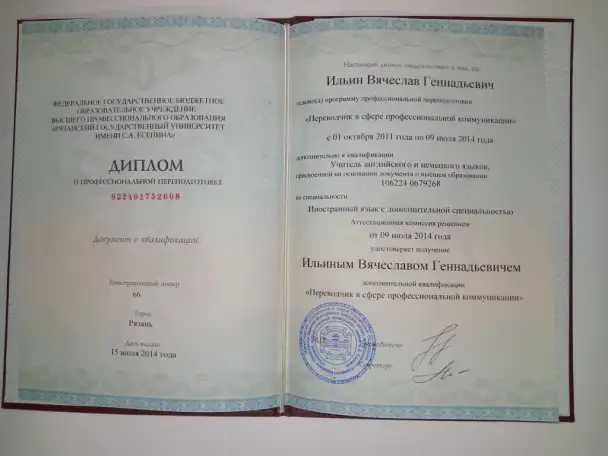 ФЕДЕРАЛЬНОЕ ГОСУДАРСТВЕННОЕ БЮДЖЕТНОЕ
ОБРАЗОВАТЕЛЬНОЕ УЧРЕЖДЕНИЕ
ВЫСШЕГО ПРОФЕССИОНАЛЬНОГО ОБРАЗОВАНИЯ
«РЯЗАНСКИЙ ГОСУДАРСТВЕННЫЙ УНИВЕРСИТЕТ
ИМЕНИ С.А. ЕСЕНИНА»
ДИПЛОМ
О ПРОФЕССИОНАЛЬНОЙ ПЕРЕПОДГОТОВКЕ
622401752608
Документ о квалификации
Регистрационный номер
66
Город
Рязань
Дата выдачи
15 июля 2014 года
Настоящий диплом свидетельствует о том, что
Ильин Вячеслав Геннадьевич
освоил(а) программу профессиональной переподготовки
«Переводчик в сфере профессиональной коммуникации»
с 01 октября 2011 года по 09 июля 2014 года
дополнительно к квалификации
Учитель английского и немецкого языков,
присвоенной на основании документа о высшем образовании
106224 0679268
по специальности
Иностранный язык с дополнительной специальностью
Аттестационная комиссия решением
от 09 июля 2014 года
удостоверяет получение
Ильиным Вячеславом Геннадьевичем
дополнительной квалификации
«Переводчик в сфере профессиональной коммуникации»